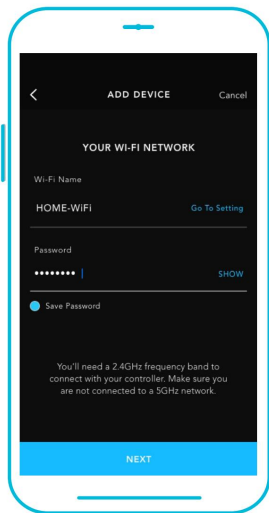 ADD DEVICE Cancel
YOUR WI-FI NETWORK
Wi-Fi Name
HOME-WiFi Go To Setting
Password
•••••••• SHOW
Save Password
You'll need a 2.4GHz frequency band to
connect with your controller. Make sure you
are not connected to a 5GHz network.
NEXT